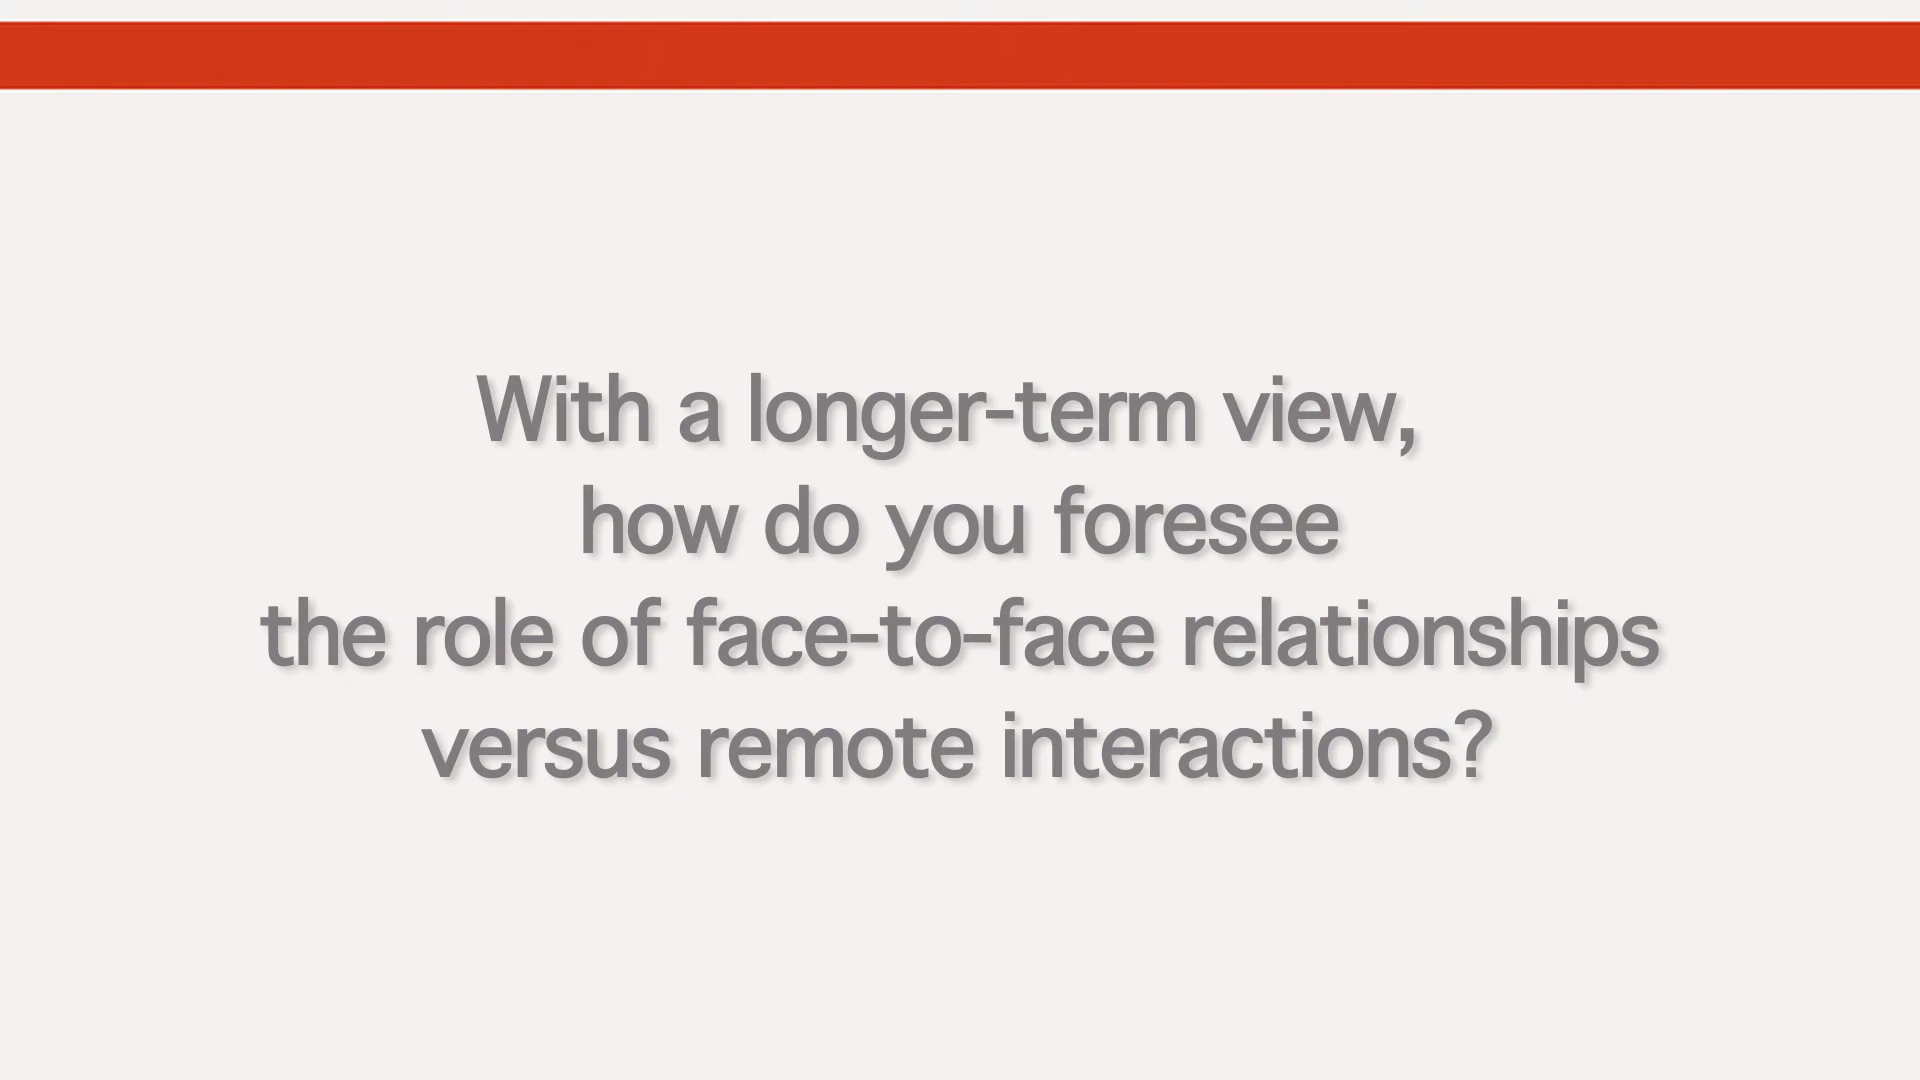 With a longer-term view,
how do you foresee
the role of face-to-face relationships
versus remote interactions?